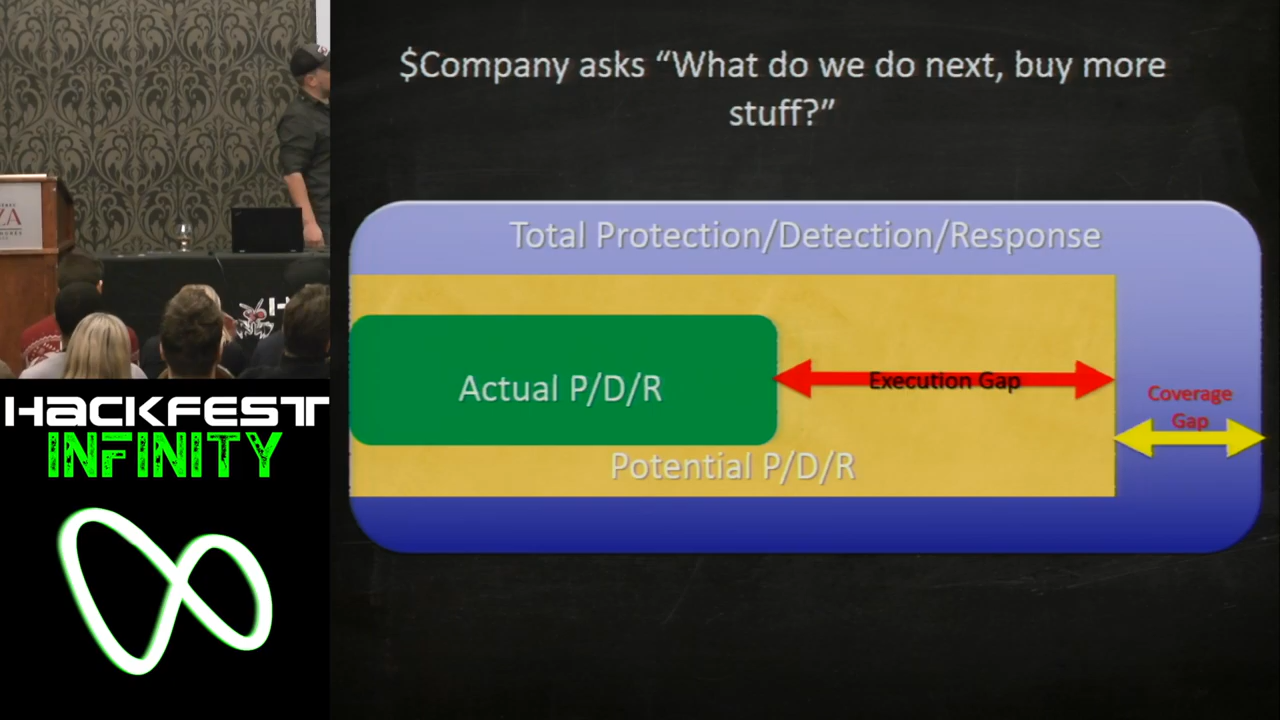 $Company asks “What do we do next, buy more
stuff?”
Total Protection/Detection/Response
Actual P/D/R
Execution Gap
Coverage
Gap
Potential P/D/R
ZA
HACKFEST
INFINITY